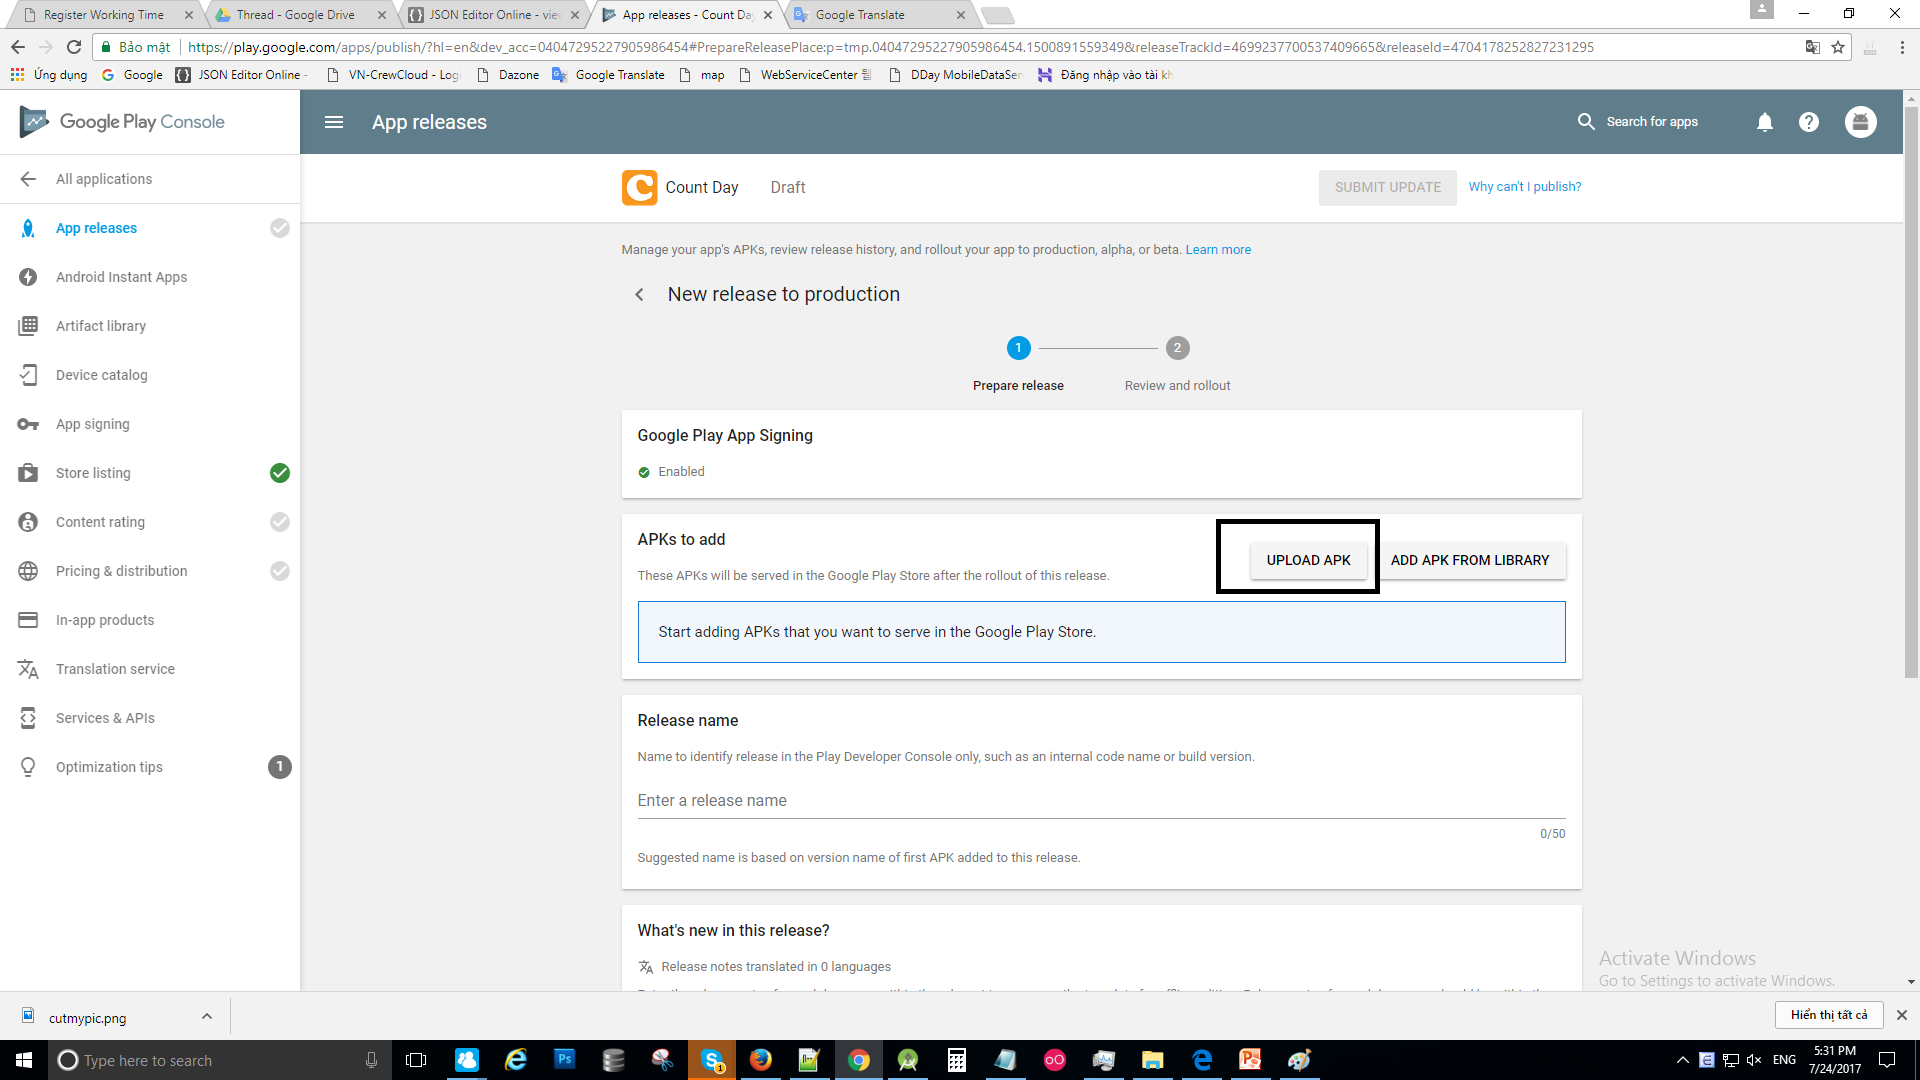 Register Working Time
Thread - Google Drive
JSON Editor Online - vie
App releases - Count Da
Google Translate
Bảo mật
https://play.google.com/apps/publish/?hl=en&dev_acc=04047295227905986454#PrepareReleasePlace:p=tmp.04047295227905986454.1500891559349&releaseTrackId=4699237700537409665&releaseId=4704178252827231295
Ứng dụng
Google
JSON Editor Online -
VN-CrewCloud - Log
Dazone
Google Translate
map
WebServiceCenter
DDay MobileDataSer
Đăng nhập vào tài kh
Google Play Console
App releases
Search for apps
All applications
Count Day
Draft
SUBMIT UPDATE
Why can't I publish?
App releases
Android Instant Apps
Artifact library
Device catalog
App signing
Store listing
Content rating
Pricing & distribution
In-app products
Translation service
Services & APIs
Optimization tips
1
Manage your app's APKs, review release history, and rollout your app to production, alpha, or beta. Learn more
New release to production
1
2
Prepare release
Review and rollout
Google Play App Signing
Enabled
APKs to add
These APKs will be served in the Google Play Store after the rollout of this release.
UPLOAD APK
ADD APK FROM LIBRARY
Start adding APKs that you want to serve in the Google Play Store.
Release name
Name to identify release in the Play Developer Console only, such as an internal code name or build version.
Enter a release name
0/50
Suggested name is based on version name of first APK added to this release.
What's new in this release?
Release notes translated in 0 languages
Activate Windows
Go to Settings to activate Windows.
cutmypic.png
Hiển thị tất cả
Type here to search
ENG
5:31 PM
7/24/2017